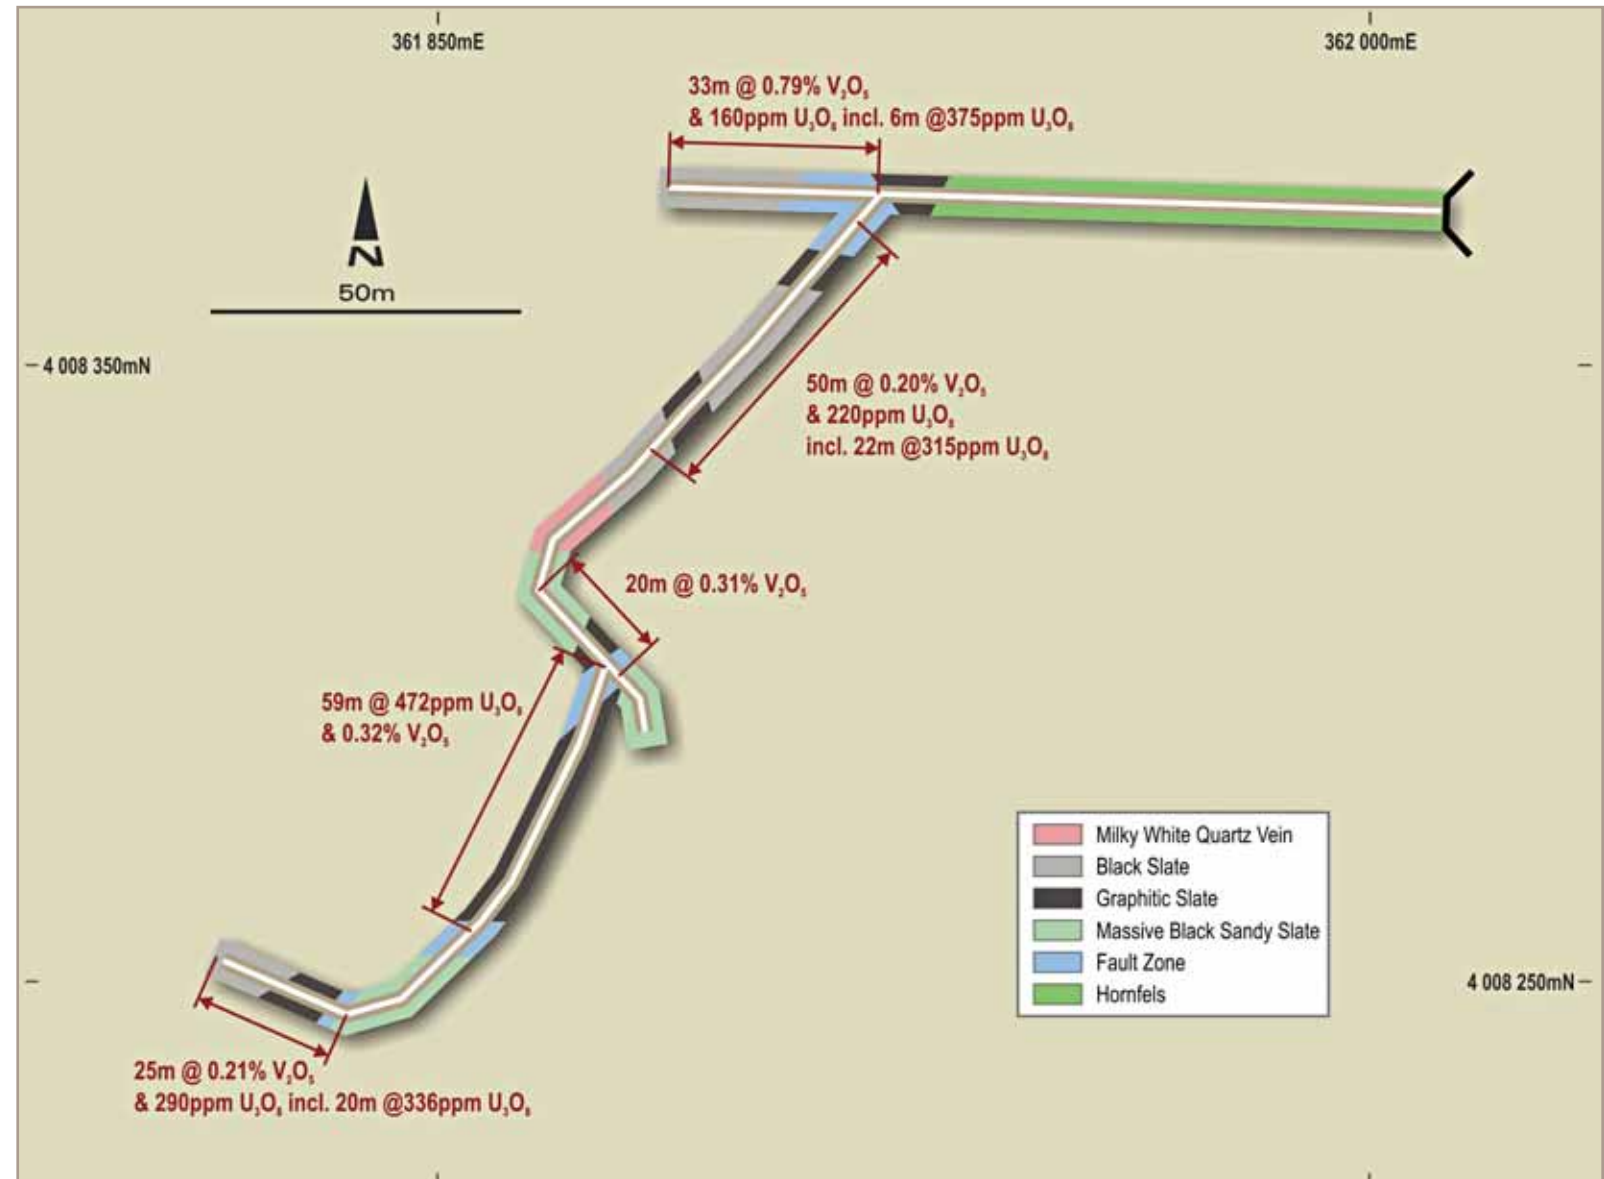 361 850mE
362 000mE
33m @ 0.79% V₂O₅
& 160ppm U₃O₈ incl. 6m @375ppm U₃O₈
N
50m
4 008 350mN
50m @ 0.20% V₂O₅
& 220ppm U₃O₈
incl. 22m @315ppm U₃O₈
20m @ 0.31% V₂O₅
59m @ 472ppm U₃O₈
& 0.32% V₂O₅
Milky White Quartz Vein
Black Slate
Graphitic Slate
Massive Black Sandy Slate
Fault Zone
Hornfels
4 008 250mN
25m @ 0.21% V₂O₅
& 290ppm U₃O₈ incl. 20m @336ppm U₃O₈